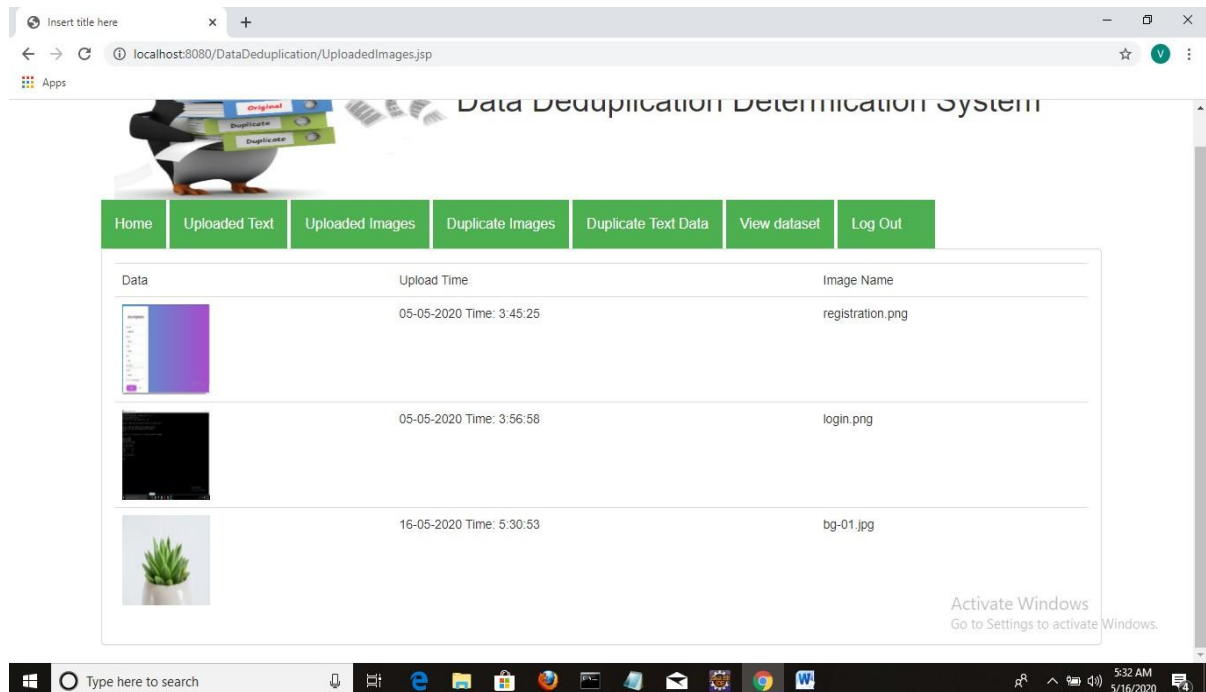 Insert title here
localhost:8080/DataDeduplication/UploadedImages.jsp
V
Apps
Original
Duplicate
Duplicate
Data Deduplication Determication System
Home Uploaded Text Uploaded Images Duplicate Images Duplicate Text Data View dataset Log Out
Data Upload Time Image Name
05-05-2020 Time: 3:45:25 registration.png
05-05-2020 Time: 3:56:58 login.png
16-05-2020 Time: 5:30:53 bg-01.jpg
Activate Windows
Go to Settings to activate Windows.
Type here to search
5:32 AM
5/16/2020